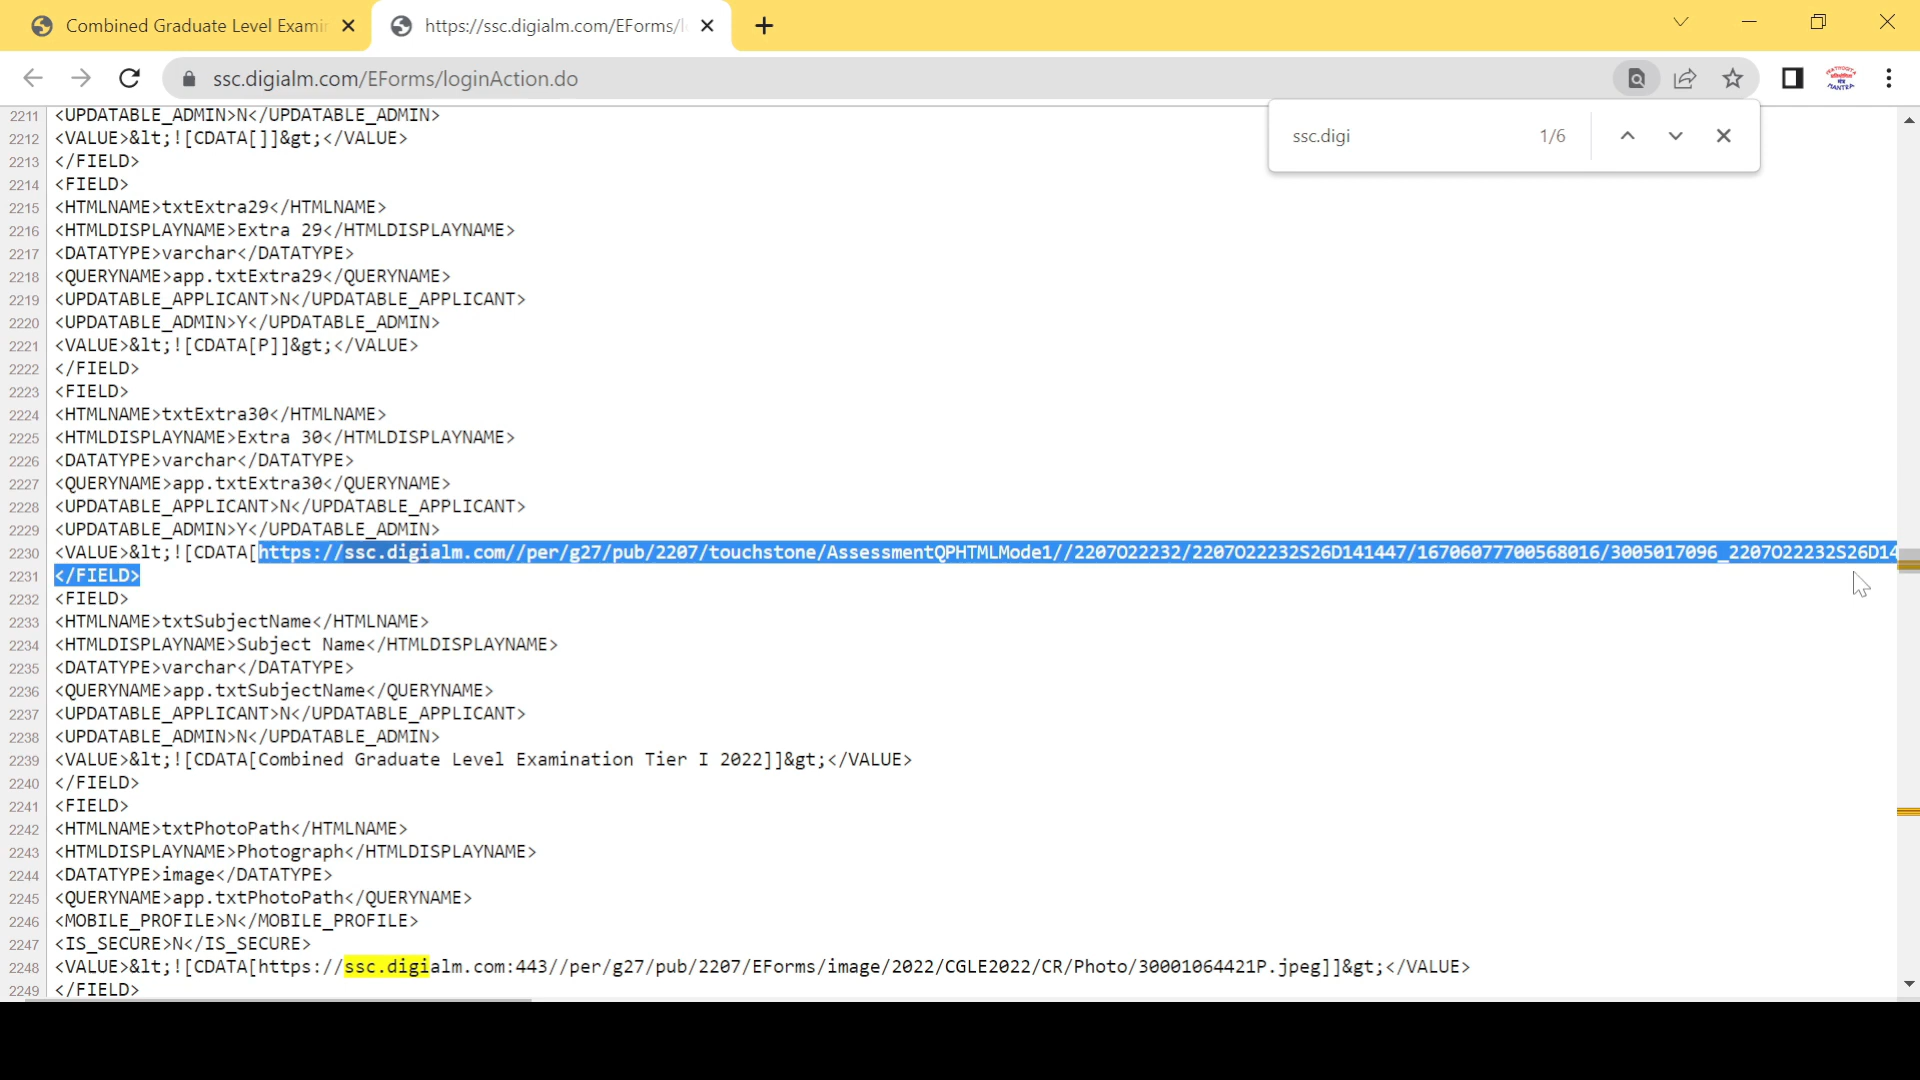 Combined Graduate Level Examin
https://ssc.digialm.com/EForms/l
ssc.digialm.com/EForms/loginAction.do
ssc.digi 1/6
2211 <UPDATABLE_ADMIN>N</UPDATABLE_ADMIN>
2212 <VALUE>&lt;![CDATA[]]&gt;</VALUE>
2213 </FIELD>
2214 <FIELD>
2215 <HTMLNAME>txtExtra29</HTMLNAME>
2216 <HTMLDISPLAYNAME>Extra 29</HTMLDISPLAYNAME>
2217 <DATATYPE>varchar</DATATYPE>
2218 <QUERYNAME>app.txtExtra29</QUERYNAME>
2219 <UPDATABLE_APPLICANT>N</UPDATABLE_APPLICANT>
2220 <UPDATABLE_ADMIN>Y</UPDATABLE_ADMIN>
2221 <VALUE>&lt;![CDATA[P]]&gt;</VALUE>
2222 </FIELD>
2223 <FIELD>
2224 <HTMLNAME>txtExtra30</HTMLNAME>
2225 <HTMLDISPLAYNAME>Extra 30</HTMLDISPLAYNAME>
2226 <DATATYPE>varchar</DATATYPE>
2227 <QUERYNAME>app.txtExtra30</QUERYNAME>
2228 <UPDATABLE_APPLICANT>N</UPDATABLE_APPLICANT>
2229 <UPDATABLE_ADMIN>Y</UPDATABLE_ADMIN>
2230 <VALUE>&lt;![CDATA[https://ssc.digialm.com//per/g27/pub/2207/touchstone/AssessmentQPHTMLMode1//2207O22232/2207O22232S26D141447/16706077700568016/3005017096_2207O22232S26D14
2231 </FIELD>
2232 <FIELD>
2233 <HTMLNAME>txtSubjectName</HTMLNAME>
2234 <HTMLDISPLAYNAME>Subject Name</HTMLDISPLAYNAME>
2235 <DATATYPE>varchar</DATATYPE>
2236 <QUERYNAME>app.txtSubjectName</QUERYNAME>
2237 <UPDATABLE_APPLICANT>N</UPDATABLE_APPLICANT>
2238 <UPDATABLE_ADMIN>N</UPDATABLE_ADMIN>
2239 <VALUE>&lt;![CDATA[Combined Graduate Level Examination Tier I 2022]]&gt;</VALUE>
2240 </FIELD>
2241 <FIELD>
2242 <HTMLNAME>txtPhotoPath</HTMLNAME>
2243 <HTMLDISPLAYNAME>Photograph</HTMLDISPLAYNAME>
2244 <DATATYPE>image</DATATYPE>
2245 <QUERYNAME>app.txtPhotoPath</QUERYNAME>
2246 <MOBILE_PROFILE>N</MOBILE_PROFILE>
2247 <IS_SECURE>N</IS_SECURE>
2248 <VALUE>&lt;![CDATA[https://ssc.digialm.com:443//per/g27/pub/2207/EForms/image/2022/CGLE2022/CR/Photo/30001064421P.jpeg]]&gt;</VALUE>
2249 </FIELD>